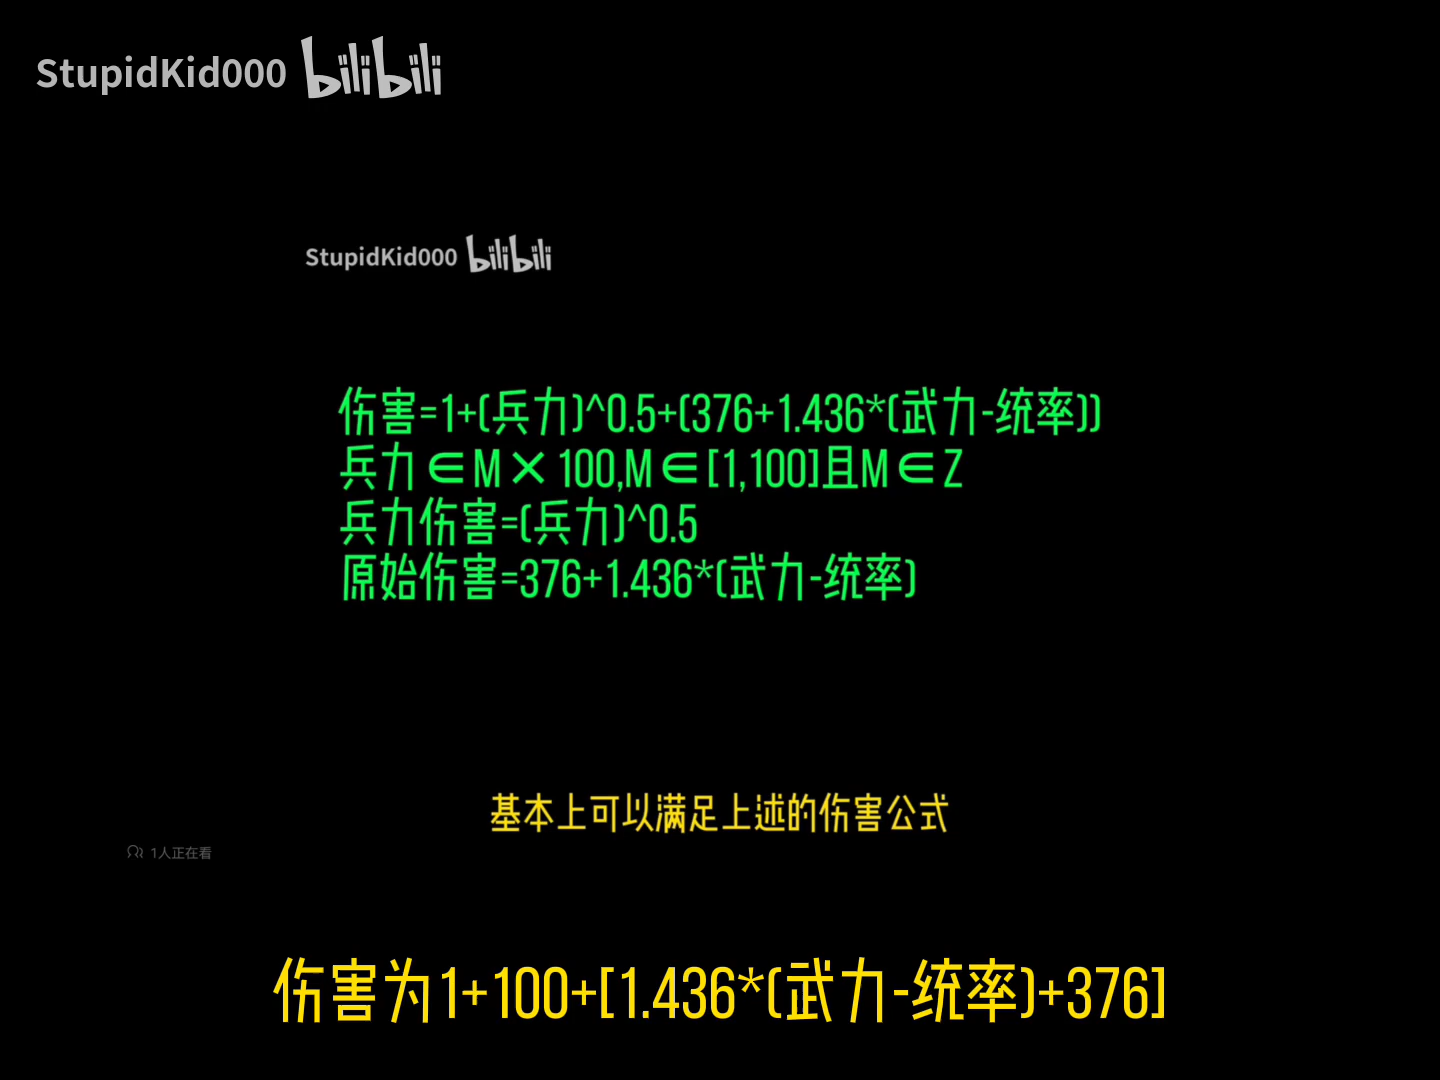 StupidKid000 bilibili
StupidKid000 bilibili
伤害=1+(兵力)^0.5+(376+1.436*(武力-统率))
兵力∈M×100,M∈[1,100]且M∈Z
兵力伤害=(兵力)^0.5
原始伤害=376+1.436*(武力-统率)
基本上可以满足上述的伤害公式
1人正在看
伤害为1+100+[1.436*(武力-统率)+376]